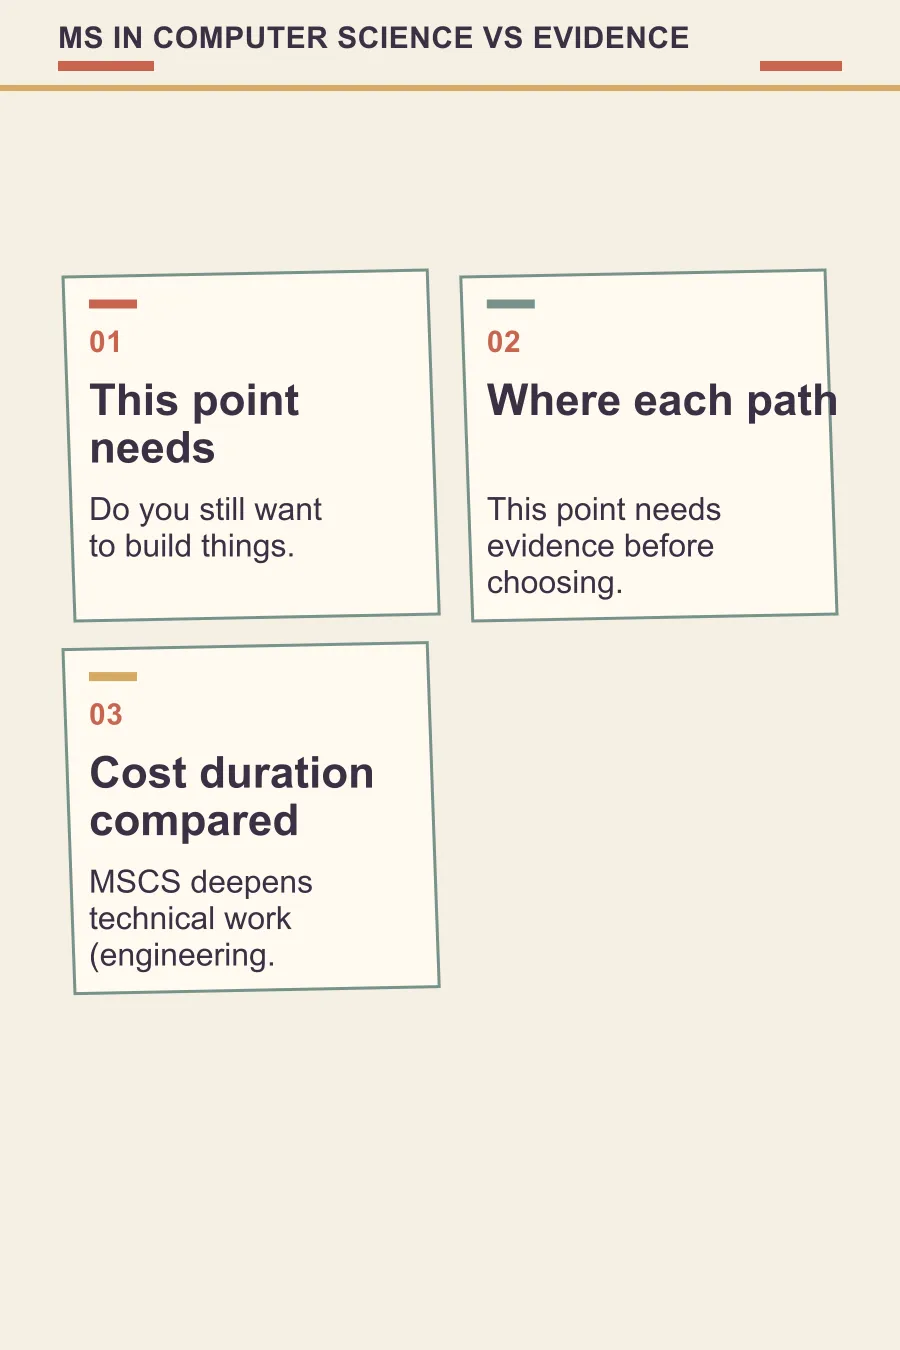 MS IN COMPUTER SCIENCE VS EVIDENCE
01
This point
needs
Do you still want
to build things.
02
Where each path
This point needs
evidence before
choosing.
03
Cost duration
compared
MSCS deepens
technical work
(engineering.